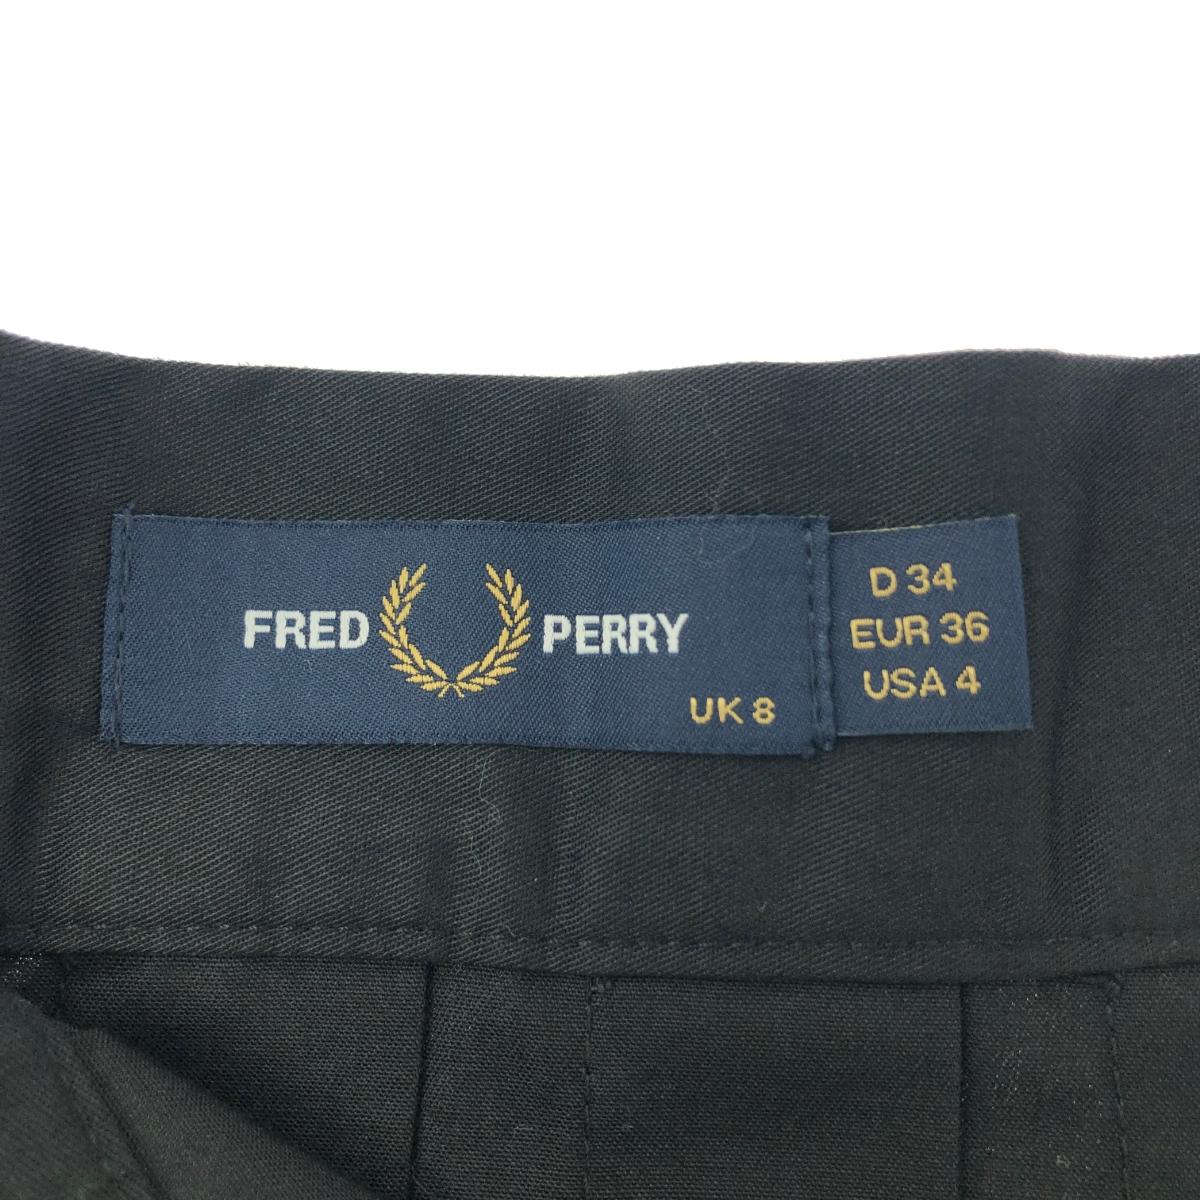 FRED PERRY
UK 8
D 34
EUR 36
USA 4